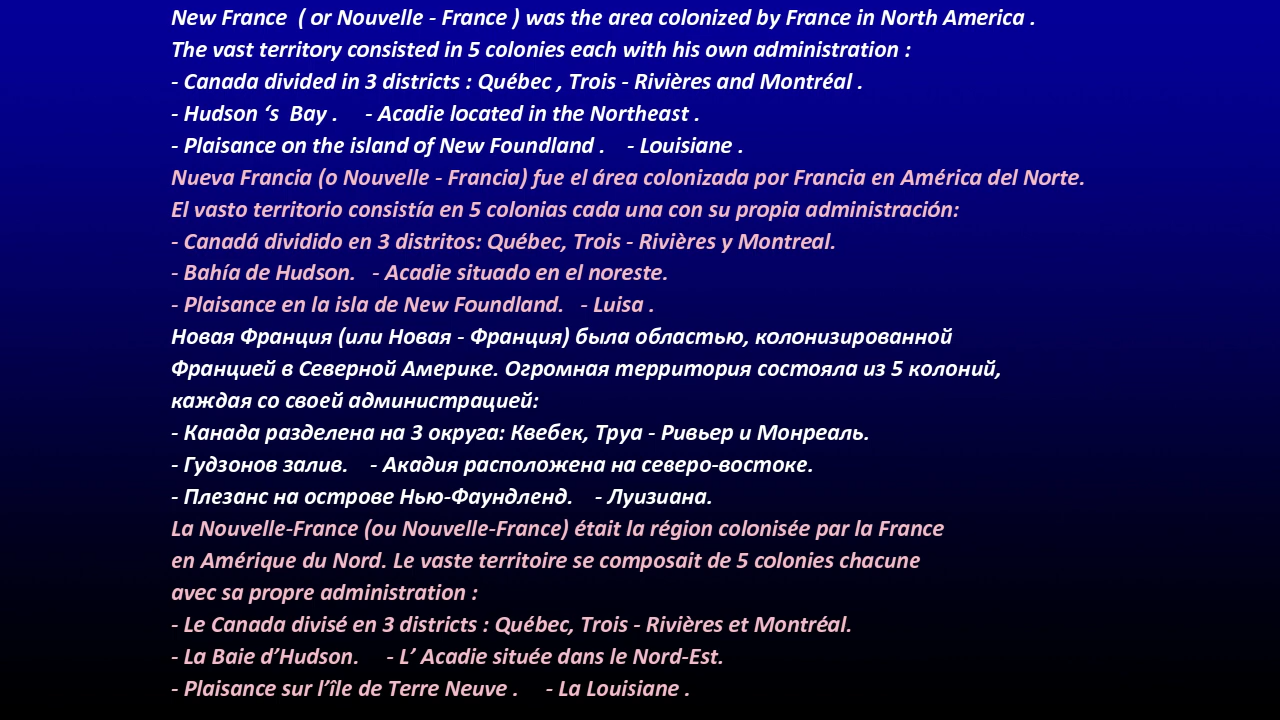 New France  ( or Nouvelle - France ) was the area colonized by France in North America .
The vast territory consisted in 5 colonies each with his own administration :
- Canada divided in 3 districts : Québec , Trois - Rivières and Montréal .
- Hudson ‘s  Bay .     - Acadie located in the Northeast .
- Plaisance on the island of New Foundland .    - Louisiane .
Nueva Francia (o Nouvelle - Francia) fue el área colonizada por Francia en América del Norte.
El vasto territorio consistía en 5 colonias cada una con su propia administración:
- Canadá dividido en 3 distritos: Québec, Trois - Rivières y Montreal.
- Bahía de Hudson.   - Acadie situado en el noreste.
- Plaisance en la isla de New Foundland.   - Luisa .
Новая Франция (или Новая - Франция) была областью, колонизированной
Францией в Северной Америке. Огромная территория состояла из 5 колоний,
каждая со своей администрацией:
- Канада разделена на 3 округа: Квебек, Труа - Ривьер и Монреаль.
- Гудзонов залив.    - Акадия расположена на северо-востоке.
- Плезанс на острове Нью-Фаундленд.    - Луизиана.
La Nouvelle-France (ou Nouvelle-France) était la région colonisée par la France
en Amérique du Nord. Le vaste territoire se composait de 5 colonies chacune
avec sa propre administration :
- Le Canada divisé en 3 districts : Québec, Trois - Rivières et Montréal.
- La Baie d’Hudson.     - L’ Acadie située dans le Nord-Est.
- Plaisance sur l’île de Terre Neuve .     - La Louisiane .